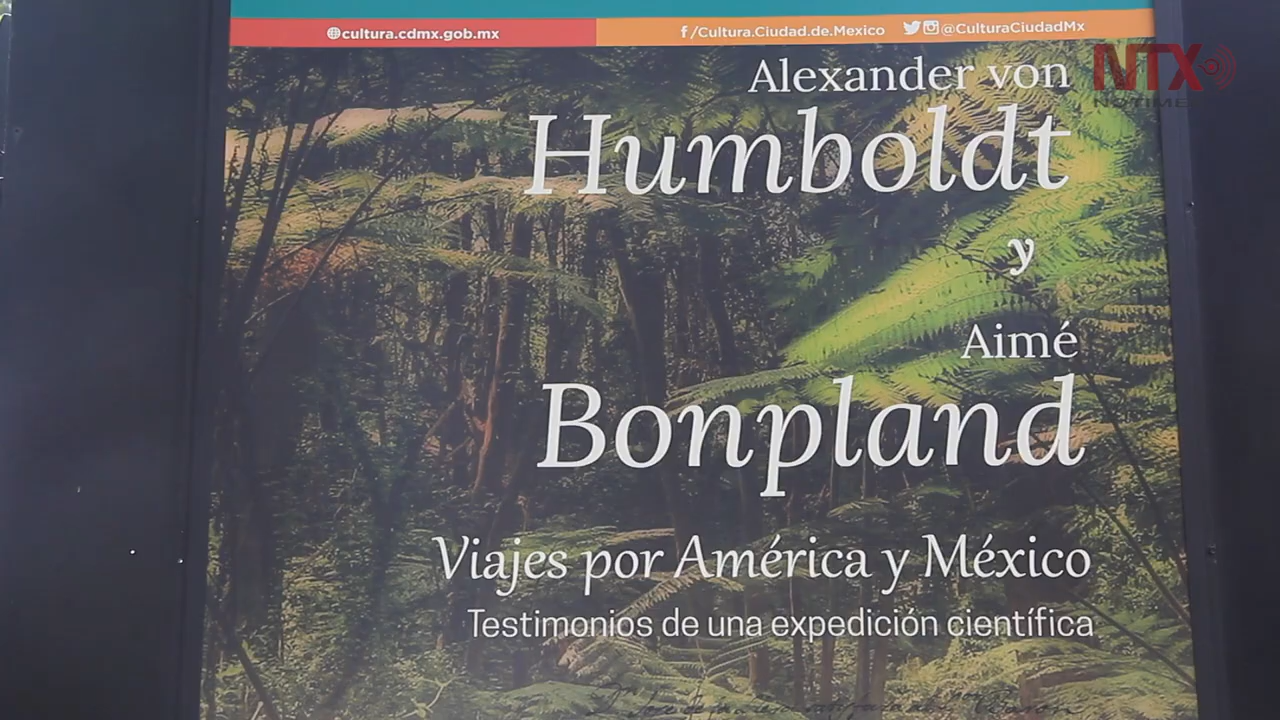 cultura.cdmx.gob.mx
f /Cultura.Ciudad.de.Mexico
@CulturaCiudadMx
NTX
Alexander von
Humboldt
y
Aimé
Bonpland
Viajes por América y México
Testimonios de una expedición científica